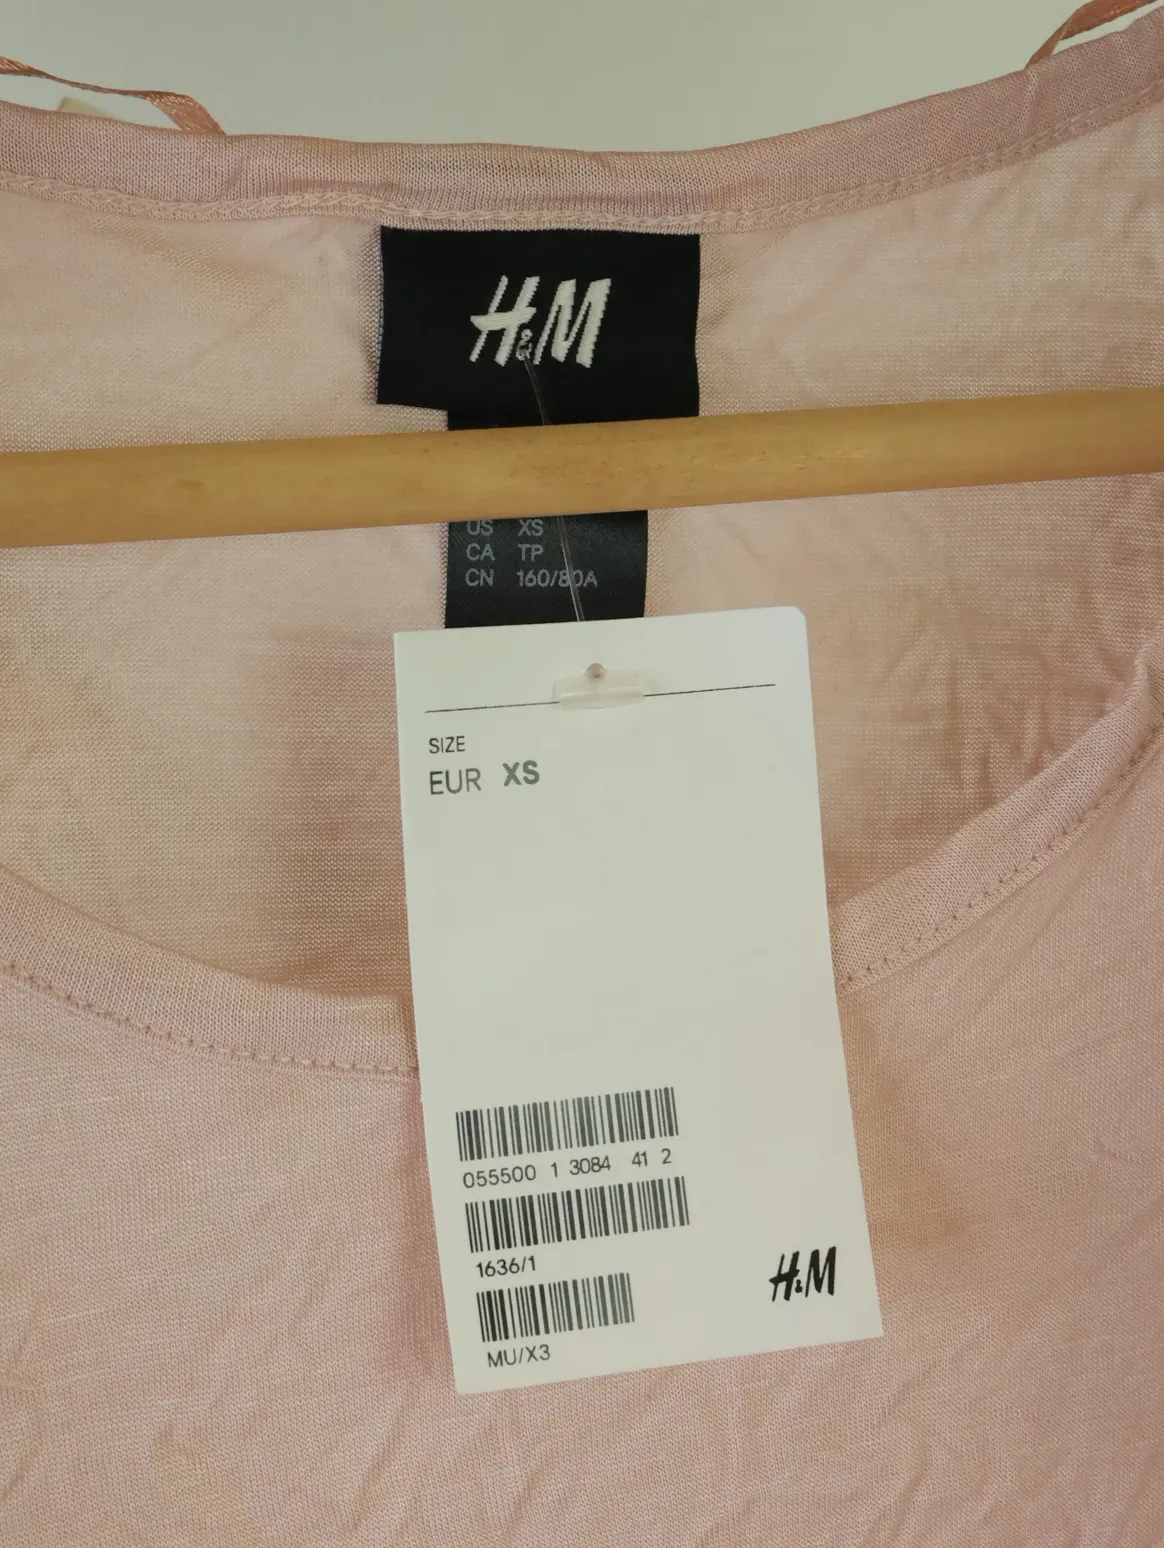 H&M
US XS
CA TP
CN 160/80A
SIZE
EUR XS
055500 1 3084 41 2
1636/1
H&M
MU/X3